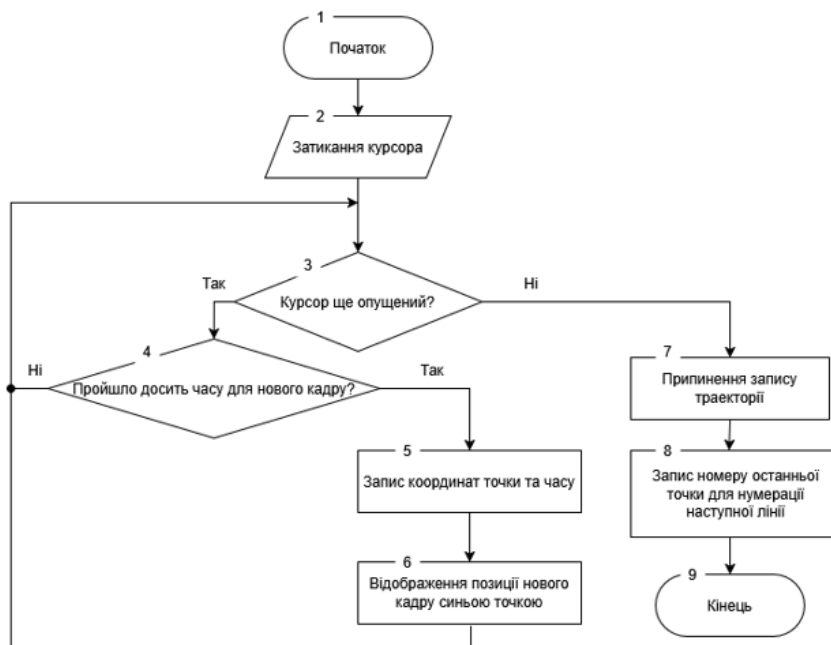 1
Початок
2
Затикання курсора
3
Так
Ні
Курсор ще опущений?
4
Ні
Так
Пройшло досить часу для нового кадру?
7
Припинення запису
траекторії
5
Запис координат точки та часу
8
Запис номеру останньої
точки для нумерації
наступної лінії
6
Відображення позиції нового
кадру синьою точкою
9
Кінець